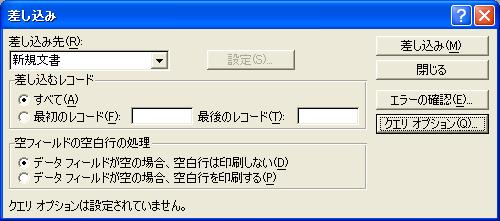 差し込み
差し込み先(R):
新規文書
設定(S)...
差し込み(M)
閉じる
差し込むレコード
すべて(A)
最初のレコード(F):
最後のレコード(T):
エラーの確認(E)...
クエリ オプション(O)...
空フィールドの空白行の処理
データ フィールドが空の場合、空白行は印刷しない(D)
データ フィールドが空の場合、空白行を印刷する(P)
クエリ オプションは設定されていません。